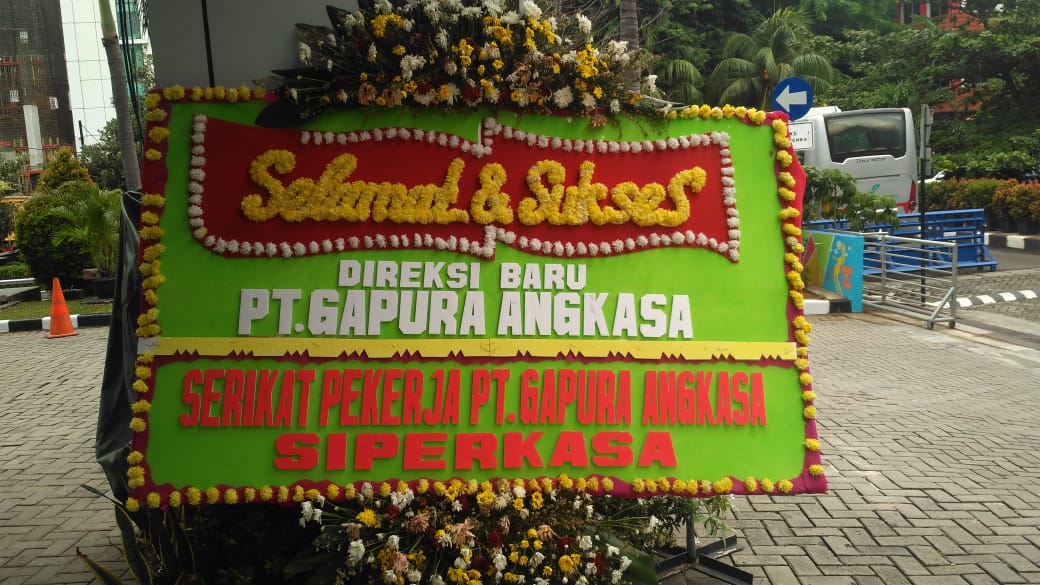 Selamat & Sukses
DIREKSI BARU
PT.GAPURA ANGKASA
SERIKAT PEKERJA PT.GAPURA ANGKASA
SIPERKASA